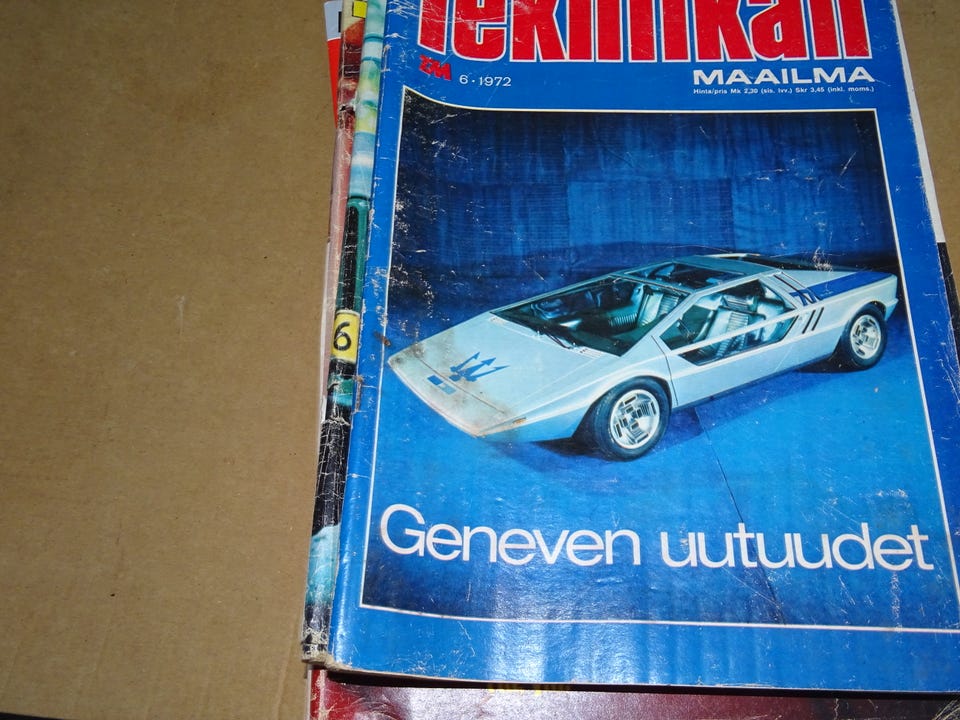 Tekniikan
TM 6 · 1972
MAAILMA
Hinta/pris Mk 2,30 (sis. lvv.) Skr 3,45 (inkl. moms.)
6
Geneven uutuudet